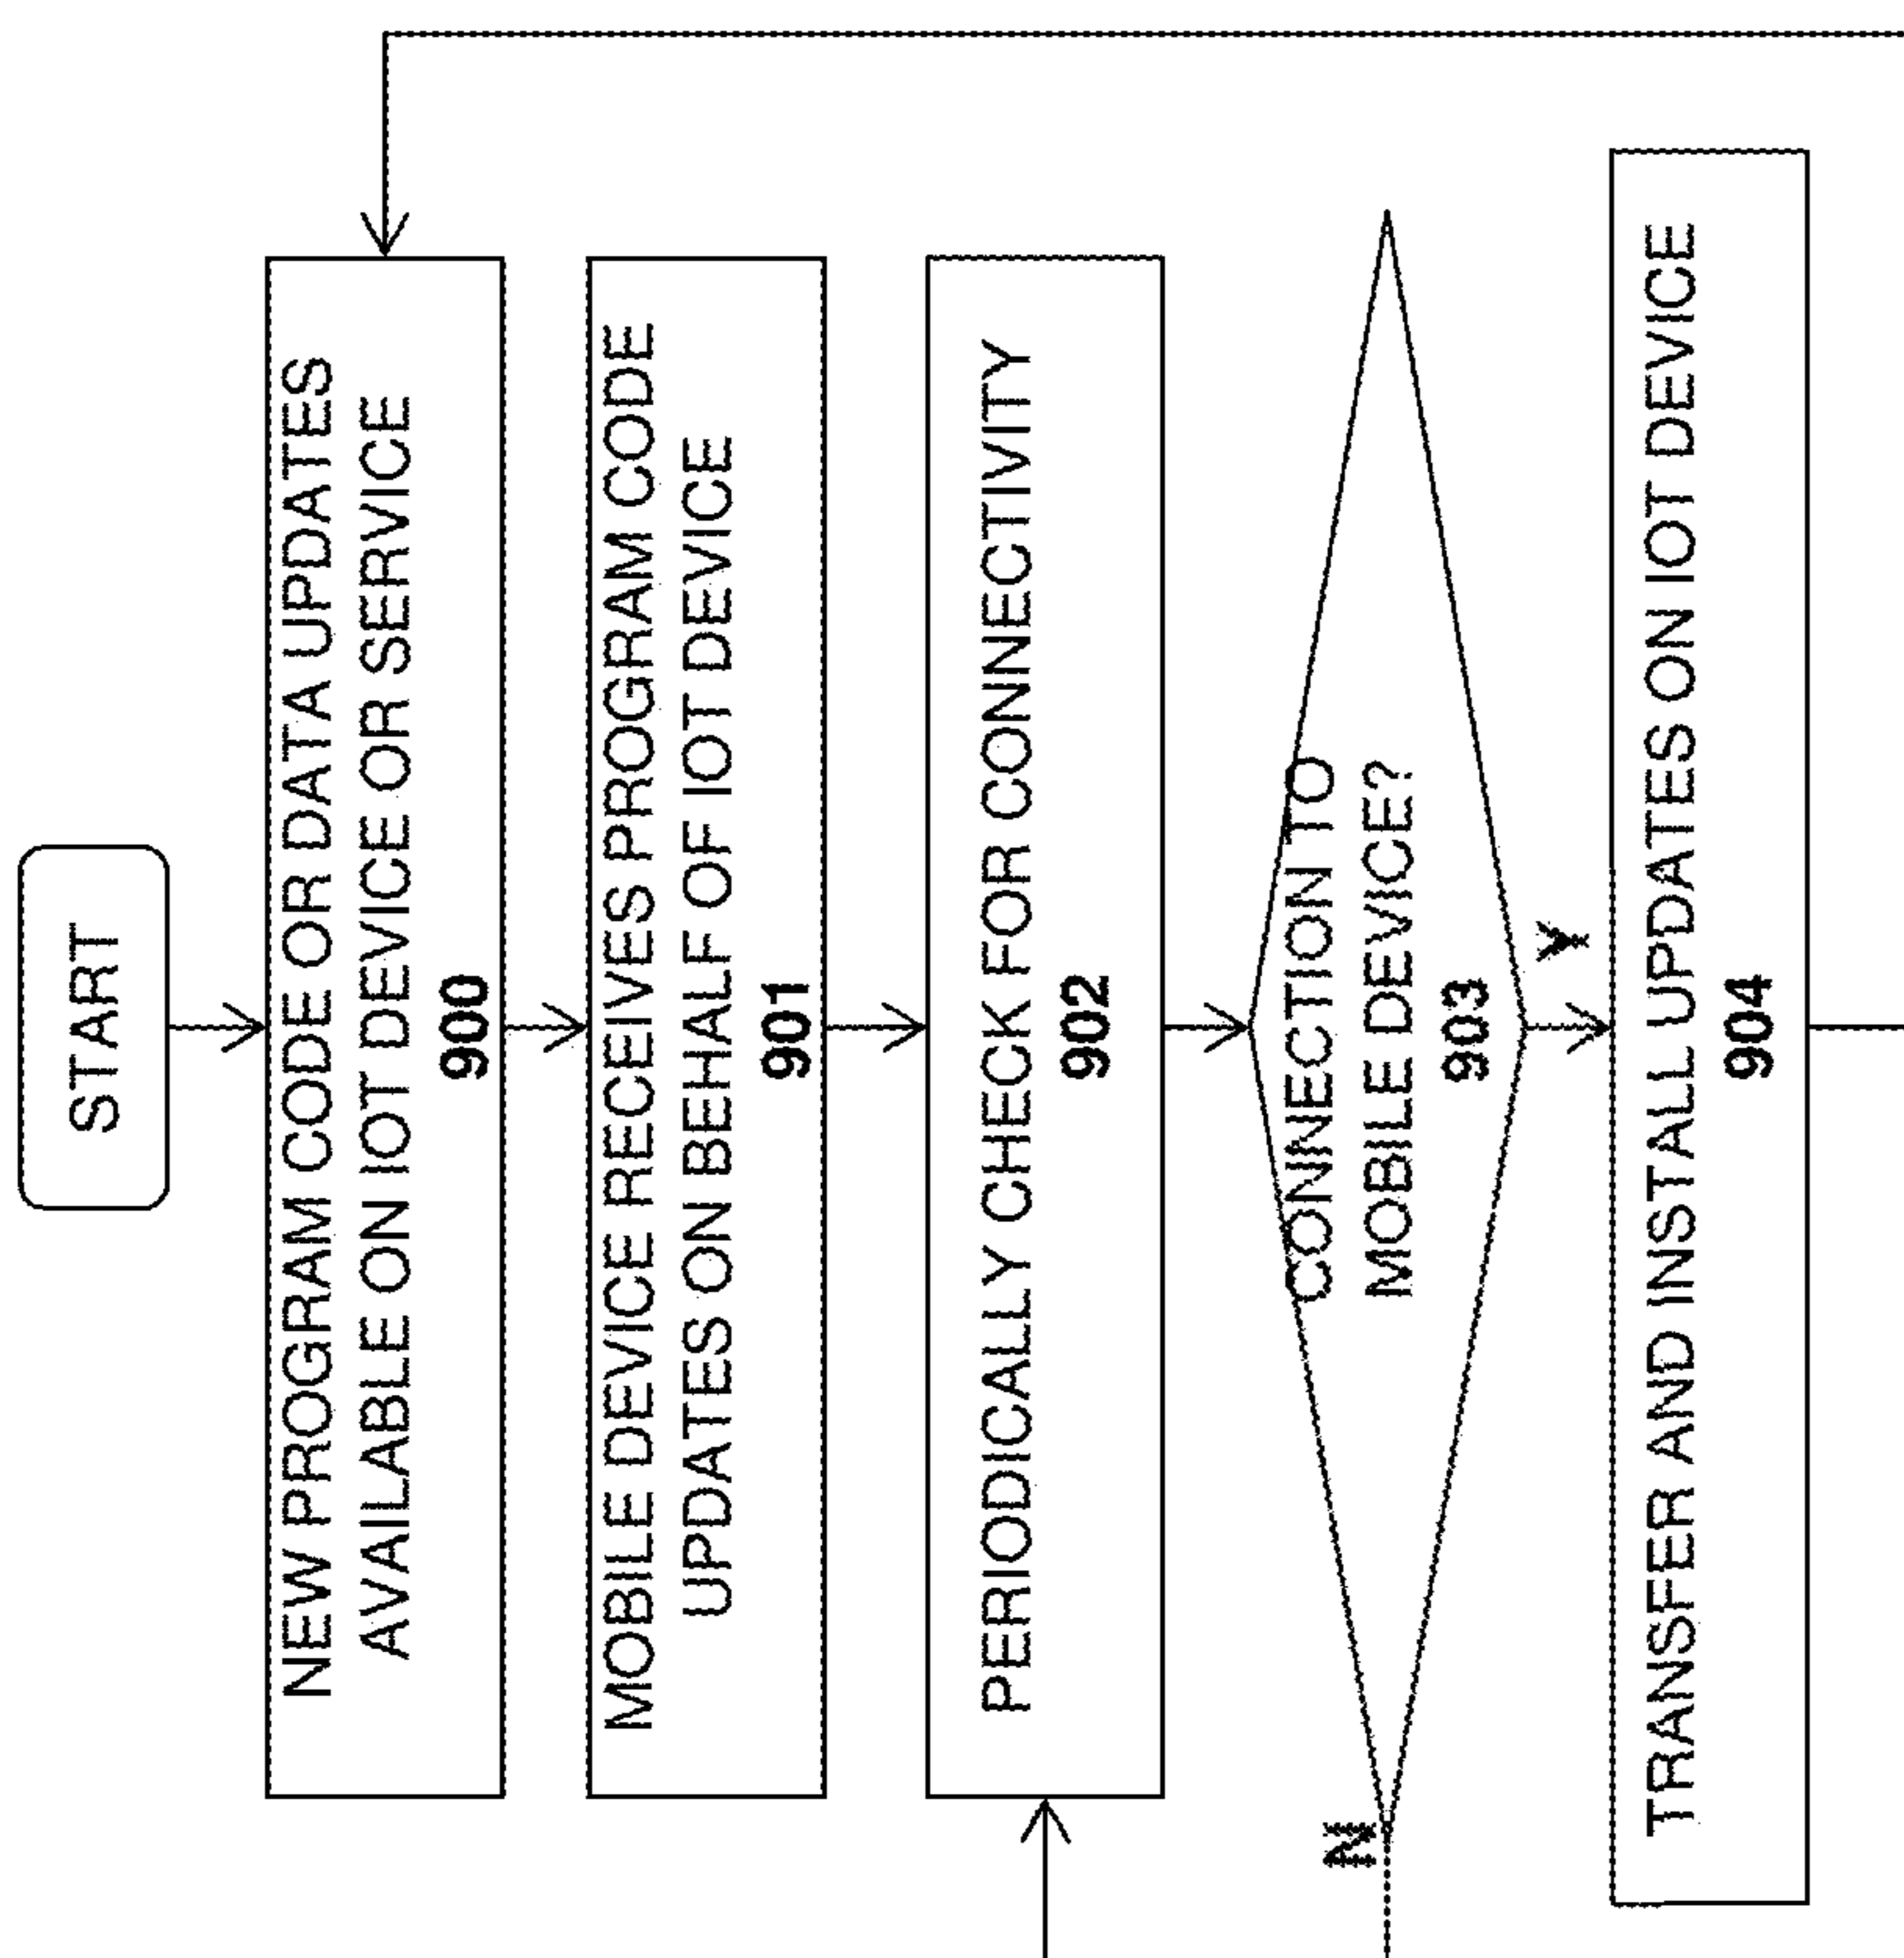 START
NEW PROGRAM CODE OR DATA UPDATES
AVAILABLE ON IOT DEVICE OR SERVICE
900
MOBILE DEVICE RECEIVES PROGRAM CODE
UPDATES ON BEHALF OF IOT DEVICE
901
PERIODICALLY CHECK FOR CONNECTIVITY
902
CONNECTION TO
MOBILE DEVICE?
903
N
Y
TRANSFER AND INSTALL UPDATES ON IOT DEVICE
904